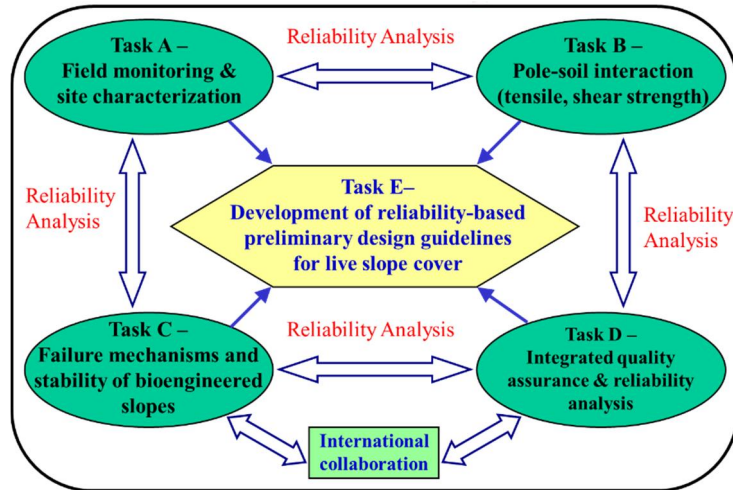 Task A –
Field monitoring &
site characterization
Reliability Analysis
Task B –
Pole-soil interaction
(tensile, shear strength)
Reliability
Analysis
Task E–
Development of reliability-based
preliminary design guidelines
for live slope cover
Reliability
Analysis
Task C –
Failure mechanisms and
stability of bioengineered
slopes
Reliability Analysis
Task D –
Integrated quality
assurance & reliability
analysis
International
collaboration